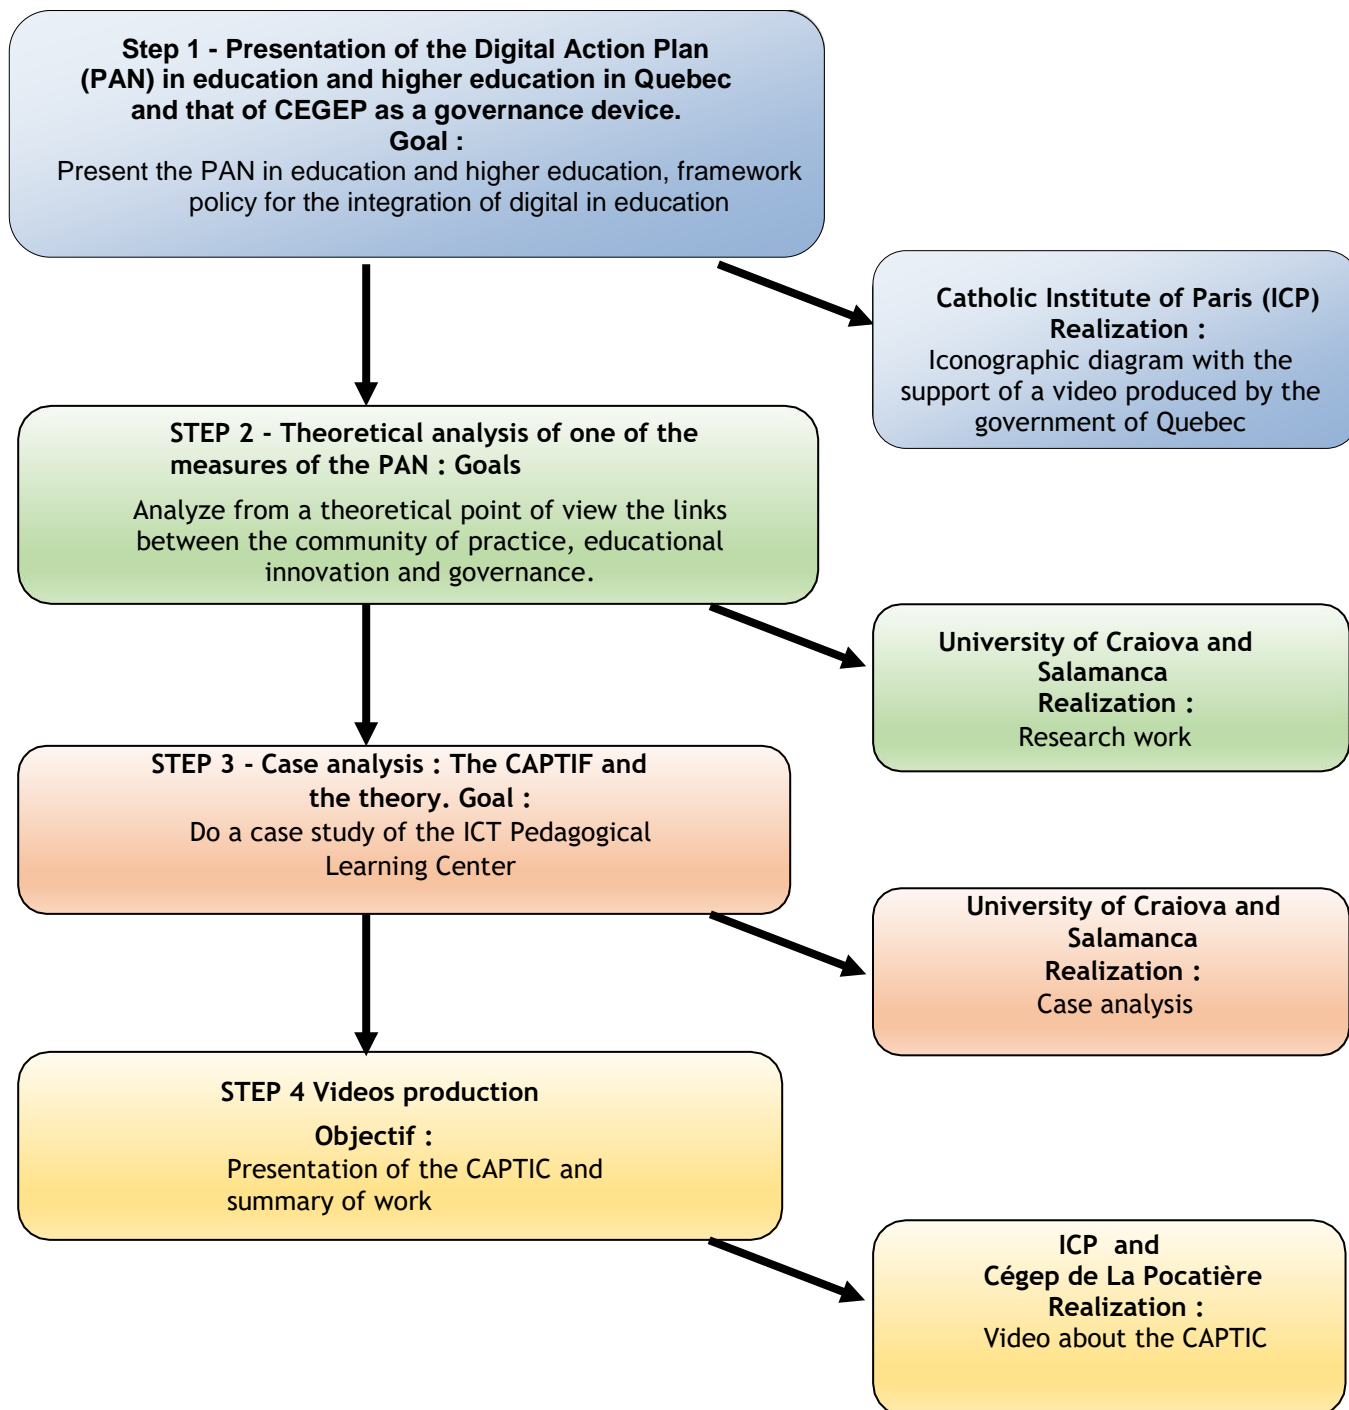 Step 1 - Presentation of the Digital Action Plan
(PAN) in education and higher education in Quebec
and that of CEGEP as a governance device.
Goal :
Present the PAN in education and higher education, framework
policy for the integration of digital in education
Catholic Institute of Paris (ICP)
Realization :
Iconographic diagram with the
support of a video produced by the
government of Quebec
STEP 2 - Theoretical analysis of one of the
measures of the PAN : Goals
Analyze from a theoretical point of view the links
between the community of practice, educational
innovation and governance.
University of Craiova and
Salamanca
Realization :
Research work
STEP 3 - Case analysis : The CAPTIF and
the theory. Goal :
Do a case study of the ICT Pedagogical
Learning Center
University of Craiova and
Salamanca
Realization :
Case analysis
STEP 4 Videos production
Objectif :
Presentation of the CAPTIC and
summary of work
ICP and
Cégep de La Pocatière
Realization :
Video about the CAPTIC